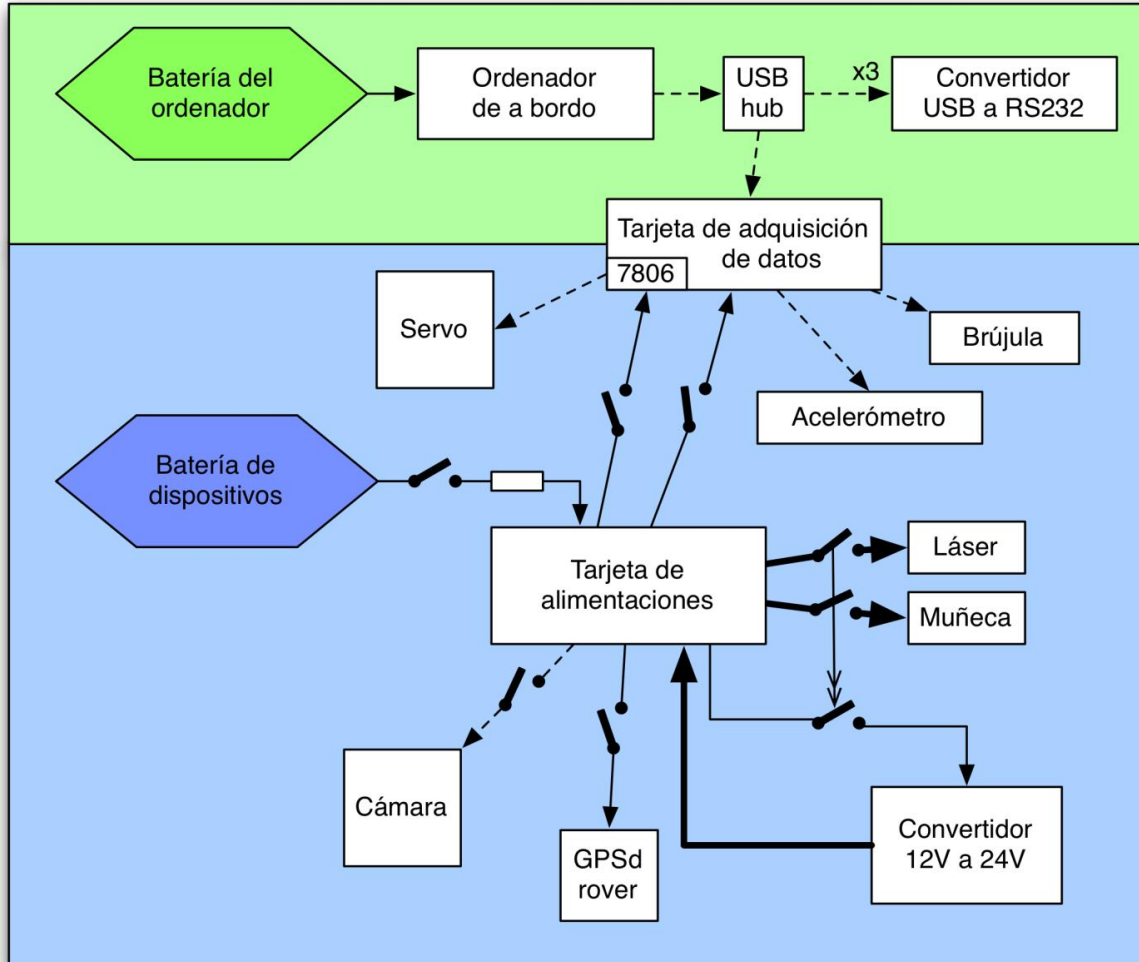 Batería del
ordenador
Ordenador
de a bordo
USB
hub
x3
Convertidor
USB a RS232
Tarjeta de adquisición
de datos
7806
Servo
Brújula
Acelerómetro
Batería de
dispositivos
Tarjeta de
alimentaciones
Láser
Muñeca
Cámara
GPSd
rover
Convertidor
12V a 24V